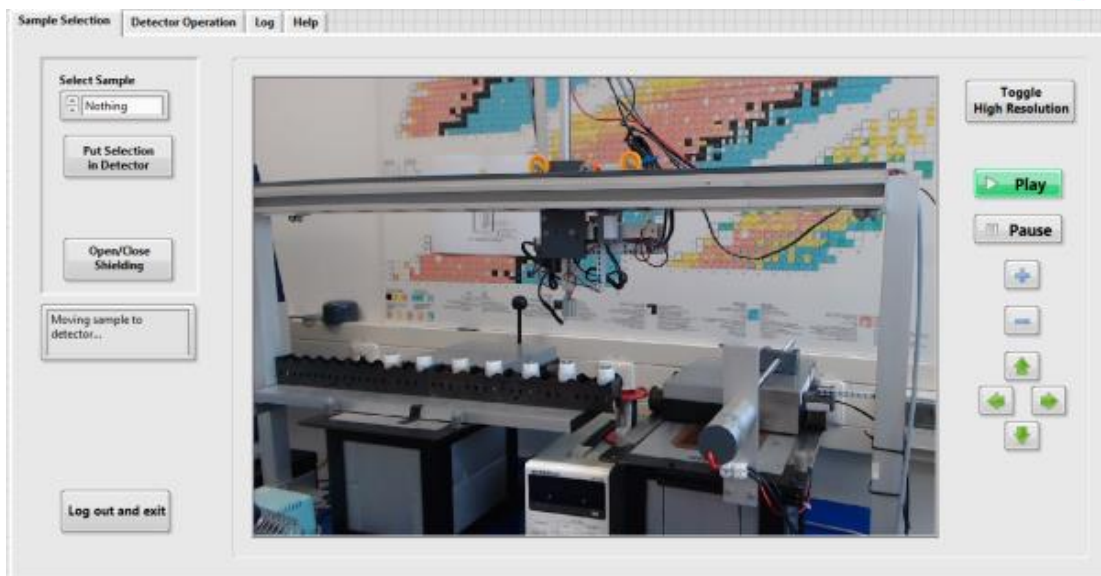 Sample Selection
Detector Operation
Log
Help
Select Sample
Nothing
Put Selection
in Detector
Open/Close
Shielding
Moving sample to
detector...
Log out and exit
Toggle
High Resolution
Play
Pause